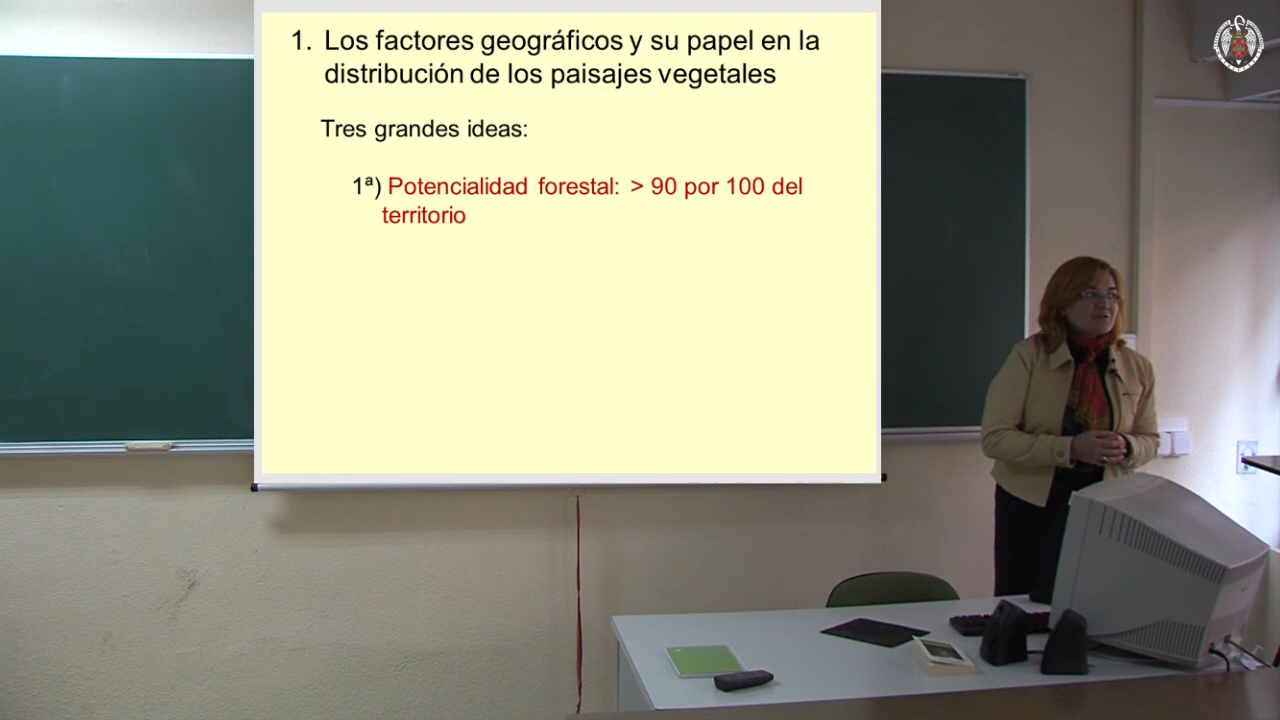 1. Los factores geográficos y su papel en la
distribución de los paisajes vegetales
Tres grandes ideas:
1ª) Potencialidad forestal: > 90 por 100 del
territorio